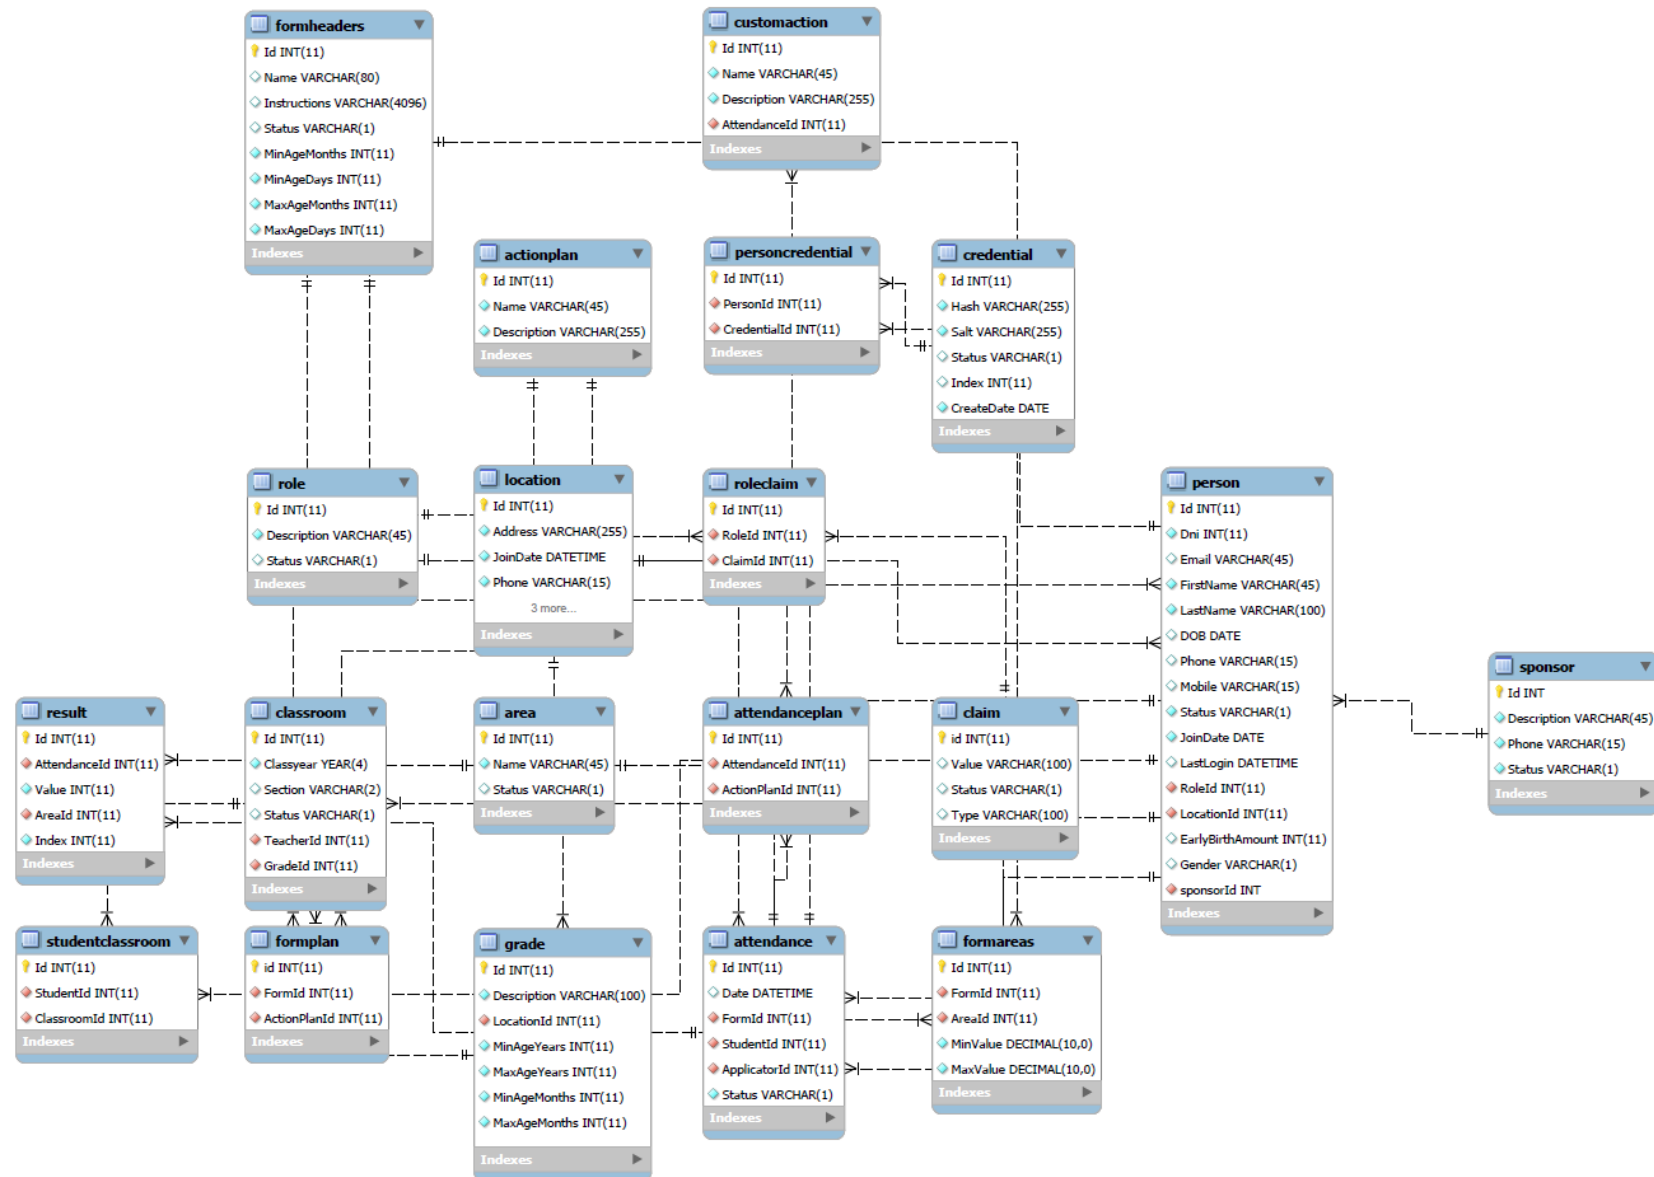 formheaders
Id INT(11)
Name VARCHAR(80)
Instructions VARCHAR(4096)
Status VARCHAR(1)
MinAgeMonths INT(11)
MinAgeDays INT(11)
MaxAgeMonths INT(11)
MaxAgeDays INT(11)
Indexes
customaction
Id INT(11)
Name VARCHAR(45)
Description VARCHAR(255)
AttendanceId INT(11)
Indexes
actionplan
Id INT(11)
Name VARCHAR(45)
Description VARCHAR(255)
Indexes
personcredential
Id INT(11)
PersonId INT(11)
CredentialId INT(11)
Indexes
credential
Id INT(11)
Hash VARCHAR(255)
Salt VARCHAR(255)
Status VARCHAR(1)
Index INT(11)
CreateDate DATE
Indexes
role
Id INT(11)
Description VARCHAR(45)
Status VARCHAR(1)
Indexes
location
Id INT(11)
Address VARCHAR(255)
JoinDate DATETIME
Phone VARCHAR(15)
3 more...
Indexes
roleclaim
Id INT(11)
RoleId INT(11)
ClaimId INT(11)
Indexes
person
Id INT(11)
Dni INT(11)
Email VARCHAR(45)
FirstName VARCHAR(45)
LastName VARCHAR(100)
DOB DATE
Phone VARCHAR(15)
Mobile VARCHAR(15)
Status VARCHAR(1)
JoinDate DATE
LastLogin DATETIME
RoleId INT(11)
LocationId INT(11)
EarlyBirthAmount INT(11)
Gender VARCHAR(1)
sponsorId INT
Indexes
sponsor
Id INT
Description VARCHAR(45)
Phone VARCHAR(15)
Status VARCHAR(1)
Indexes
result
Id INT(11)
AttendanceId INT(11)
Value INT(11)
AreaId INT(11)
Index INT(11)
Indexes
classroom
Id INT(11)
Classyear YEAR(4)
Section VARCHAR(2)
Status VARCHAR(1)
TeacherId INT(11)
GradeId INT(11)
Indexes
area
Id INT(11)
Name VARCHAR(45)
Status VARCHAR(1)
Indexes
attendanceplan
Id INT(11)
AttendanceId INT(11)
ActionPlanId INT(11)
Indexes
claim
id INT(11)
Value VARCHAR(100)
Status VARCHAR(1)
Type VARCHAR(100)
Indexes
studentclassroom
Id INT(11)
StudentId INT(11)
ClassroomId INT(11)
Indexes
formplan
id INT(11)
FormId INT(11)
ActionPlanId INT(11)
Indexes
grade
Id INT(11)
Description VARCHAR(100)
LocationId INT(11)
MinAgeYears INT(11)
MaxAgeYears INT(11)
MinAgeMonths INT(11)
MaxAgeMonths INT(11)
Indexes
attendance
Id INT(11)
Date DATETIME
FormId INT(11)
StudentId INT(11)
ApplicatorId INT(11)
Status VARCHAR(1)
Indexes
formareas
Id INT(11)
FormId INT(11)
AreaId INT(11)
MinValue DECIMAL(10,0)
MaxValue DECIMAL(10,0)
Indexes